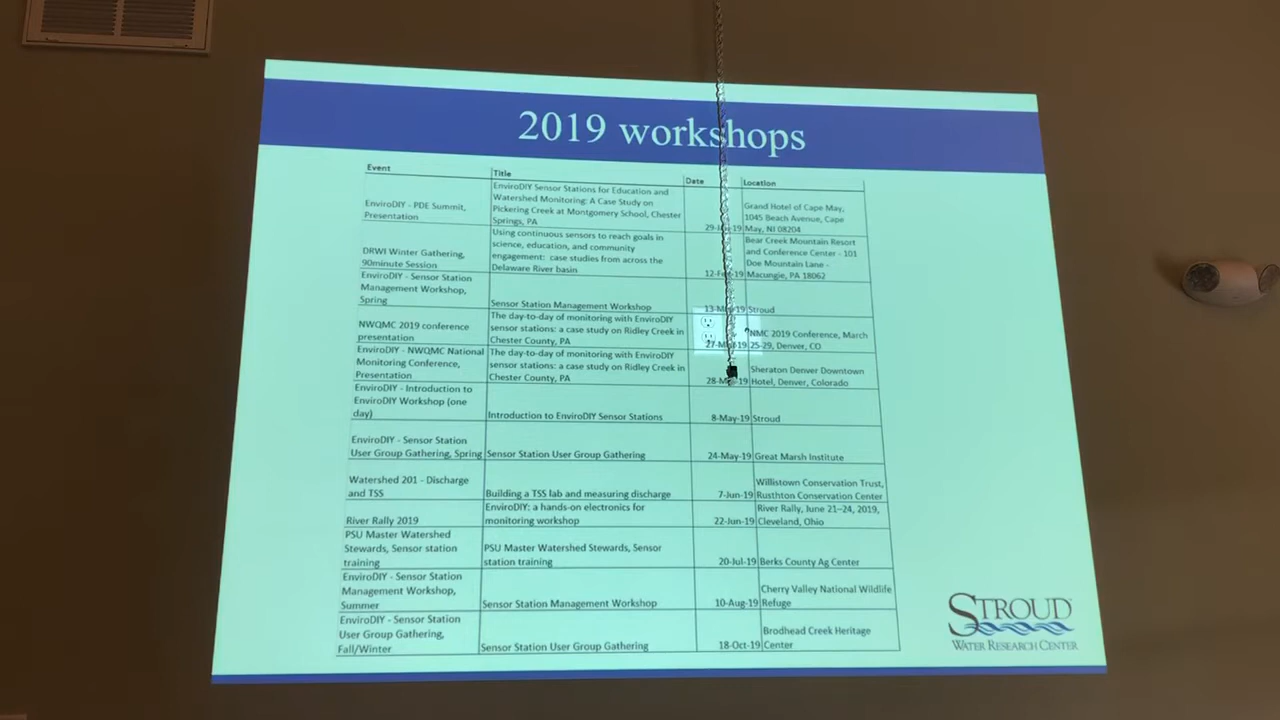 2019 workshops
Event Title Date Location
EnviroDIY - PDE Summit,
Presentation
EnviroDIY Sensor Stations for Education and
Watershed Monitoring: A Case Study on
Pickering Creek at Montgomery School, Chester
Springs, PA
Grand Hotel of Cape May,
1045 Beach Avenue, Cape
May, NJ 08204
DRWI Winter Gathering,
90minute Session
Using continuous sensors to reach goals in
science, education, and community
engagement: case studies from across the
Delaware River basin
Bear Creek Mountain Resort
and Conference Center - 101
Doe Mountain Lane -
Macungie, PA 18062
EnviroDIY - Sensor Station
Management Workshop,
Spring
Sensor Station Management Workshop
Stroud
NWQMC 2019 conference
presentation
The day-to-day of monitoring with EnviroDIY
sensor stations: a case study on Ridley Creek in
Chester County, PA
NMC 2019 Conference, March
25-29, Denver, CO
EnviroDIY - NWQMC National
Monitoring Conference,
Presentation
The day-to-day of monitoring with EnviroDIY
sensor stations: a case study on Ridley Creek in
Chester County, PA
Sheraton Denver Downtown
Hotel, Denver, Colorado
EnviroDIY - Introduction to
EnviroDIY Workshop (one
day)
Introduction to EnviroDIY Sensor Stations
8-May-19
Stroud
EnviroDIY - Sensor Station
User Group Gathering, Spring
Sensor Station User Group Gathering
24-May-19
Great Marsh Institute
Watershed 201 - Discharge
and TSS
Building a TSS lab and measuring discharge
7-Jun-19
Willistown Conservation Trust,
Rusthton Conservation Center
River Rally 2019
EnviroDIY: a hands-on electronics for
monitoring workshop
22-Jun-19
River Rally, June 21–24, 2019,
Cleveland, Ohio
PSU Master Watershed
Stewards, Sensor station
training
PSU Master Watershed Stewards, Sensor
station training
20-Jul-19
Berks County Ag Center
EnviroDIY - Sensor Station
Management Workshop,
Summer
Sensor Station Management Workshop
10-Aug-19
Cherry Valley National Wildlife
Refuge
EnviroDIY - Sensor Station
User Group Gathering,
Fall/Winter
Sensor Station User Group Gathering
18-Oct-19
Brodhead Creek Heritage
Center
STROUD
WATER RESEARCH CENTER